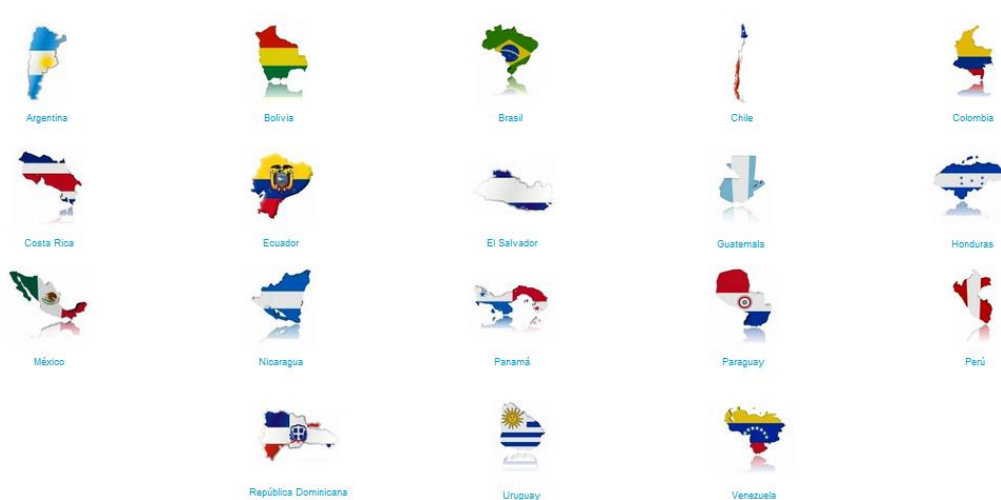 Argentina
Bolivia
Brasil
Chile
Colombia
Costa Rica
Ecuador
El Salvador
Guatemala
Honduras
México
Nicaragua
Panamá
Paraguay
Perú
República Dominicana
Uruguay
Venezuela